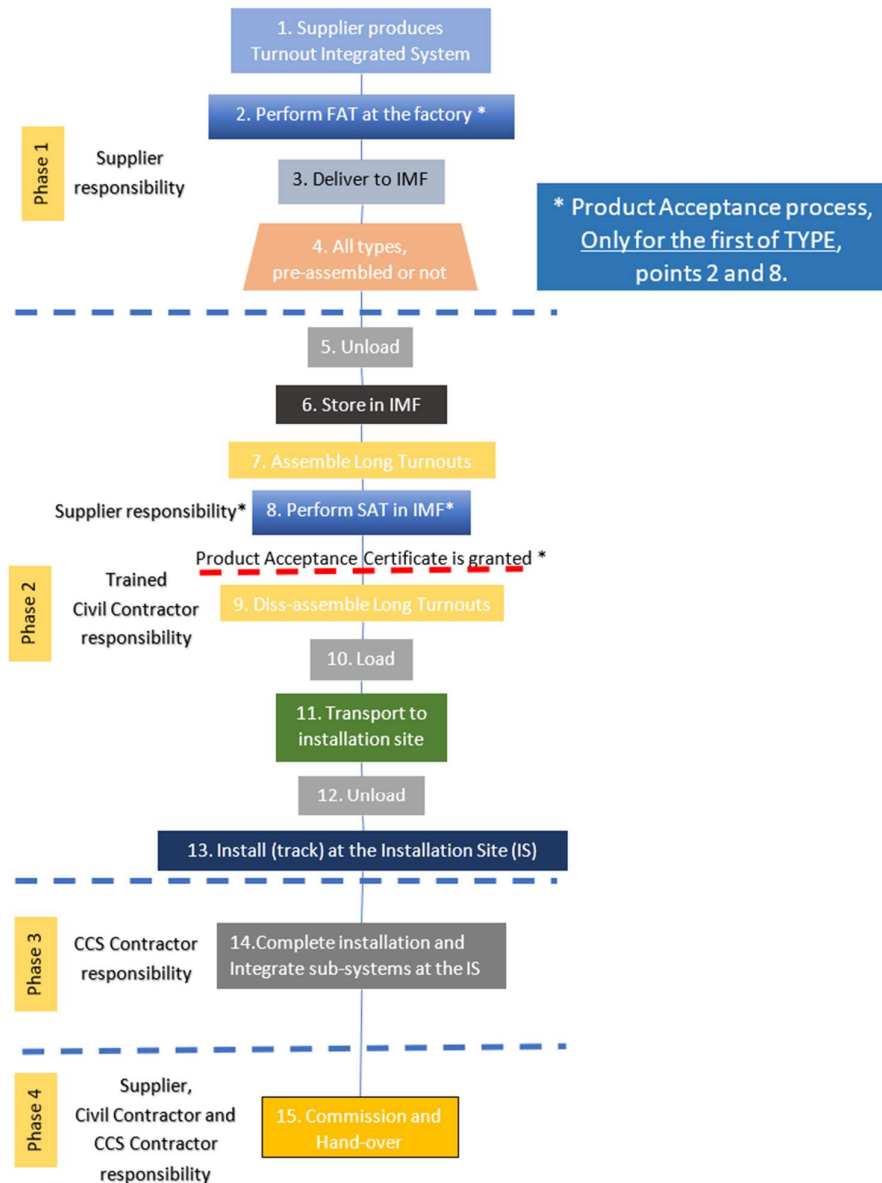 1. Supplier produces
Turnout Integrated System
2. Perform FAT at the factory *
Phase 1
Supplier
responsibility
3. Deliver to IMF
4. All types,
pre-assembled or not
* Product Acceptance process,
Only for the first of TYPE,
points 2 and 8.
5. Unload
6. Store in IMF
7. Assemble Long Turnouts
Supplier responsibility*
8. Perform SAT in IMF*
Product Acceptance Certificate is granted *
Phase 2
Trained
Civil Contractor
responsibility
9. Diss-assemble Long Turnouts
10. Load
11. Transport to
installation site
12. Unload
13. Install (track) at the Installation Site (IS)
Phase 3
CCS Contractor
responsibility
14.Complete installation and
Integrate sub-systems at the IS
Phase 4
Supplier,
Civil Contractor and
CCS Contractor
responsibility
15. Commission and
Hand-over